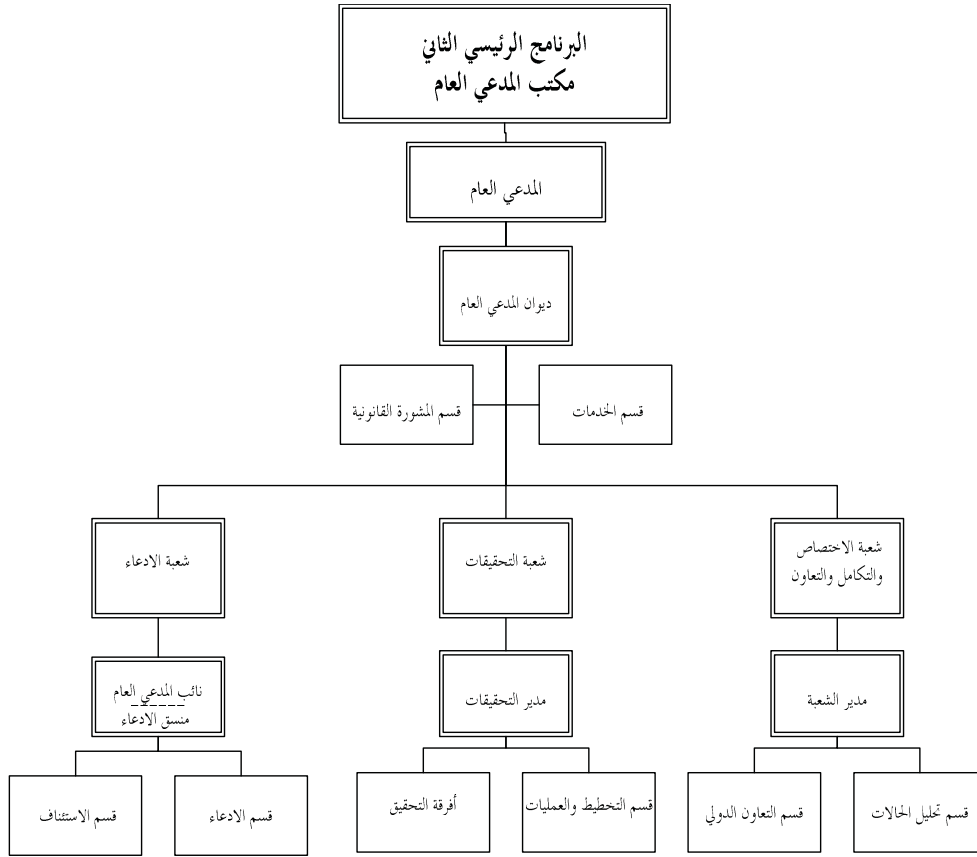 البرنامج الرئيسي الثاني
مكتب المدعي العام
المدعي العام
ديوان المدعي العام
قسم الخدمات
قسم المشورة القانونية
شعبة الاختصاص
والتكامل والتعاون
شعبة التحقيقات
شعبة الادعاء
مدير الشعبة
مدير التحقيقات
نائب المدعي العام
منسق الادعاء
قسم تحليل الحالات
قسم التعاون الدولي
قسم التخطيط والعمليات
أفرقة التحقيق
قسم الادعاء
قسم الاستئناف